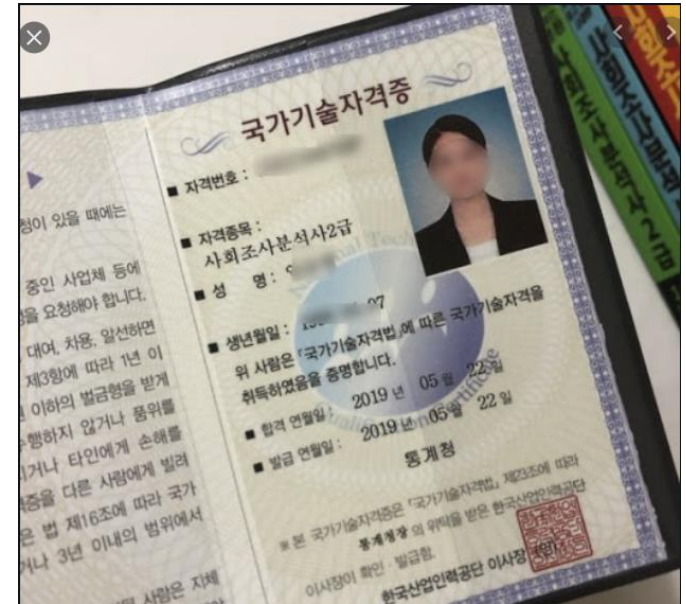 청이 있을 때에는
중인 사업체 등에
을 요청해야 합니다.
대여, 차용, 알선하면
제3항에 따라 1년 이
이하의 벌금형을 받게
수행하지 않거나 품위를
거나 타인에게 손해를
증을 다른 사람에게 빌려
은 법 제16조에 따라 국가
거나 3년 이내의 범위에서
사람은 지체
국가기술자격증
■ 자격번호 :
■ 자격종목 :
사회조사분석사2급
■ 성 명 :
■ 생년월일 : 07
위 사람은 「국가기술자격법」에 따른 국가기술자격을
취득하였음을 증명합니다.
■ 합격 연월일 : 2019 년 05 월 22 일
■ 발급 연월일 : 2019 년 05 월 22 일
통계청
※ 본 국가기술자격증은 「국가기술자격법」 제23조에 따라
통계청장 의 위탁을 받은 한국산업인력공단
이사장이 확인 · 발급함.
한국산업인력공단 이사장 (인)
사회조사분석사 2급